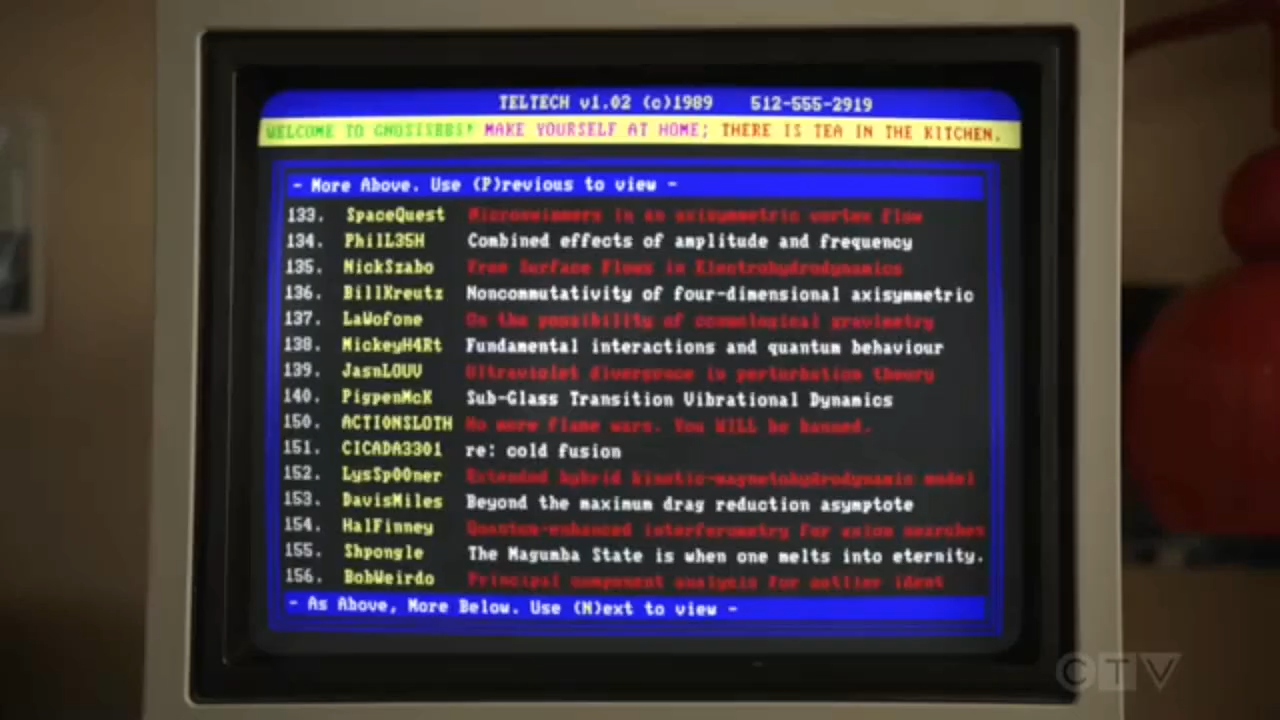 TELTECH v1.02 (c)1989 512-555-2919
WELCOME TO GNOSISBBS! MAKE YOURSELF AT HOME; THERE IS TEA IN THE KITCHEN.
- More Above. Use (P)revious to view -
133. SpaceQuest Microswimmers in an axisymmetric vortex flow
134. PhilL35H Combined effects of amplitude and frequency
135. NickSzabo Free Surface Flows in Electrohydrodynamics
136. BillKreutz Noncommutativity of four-dimensional axisymmetric
137. LaWofone On the possibility of cosmological gravimetry
138. MickeyH4Rt Fundamental interactions and quantum behaviour
139. JasnLOUV Ultraviolet divergence in perturbation theory
140. PigpenMcK Sub-Glass Transition Vibrational Dynamics
150. ACTIONSLOTH No more flame wars. You WILL be banned.
151. CICADA3301 re: cold fusion
152. LysSp00ner Extended hybrid kinetic-magnetohydrodynamic model
153. DavisMiles Beyond the maximum drag reduction asymptote
154. HalFinney Quantum-enhanced interferometry for axion searches
155. Shpongle The Magumba State is when one melts into eternity.
156. BobWeirdo Principal component analysis for outlier ident
- As Above, More Below. Use (N)ext to view -
CTV